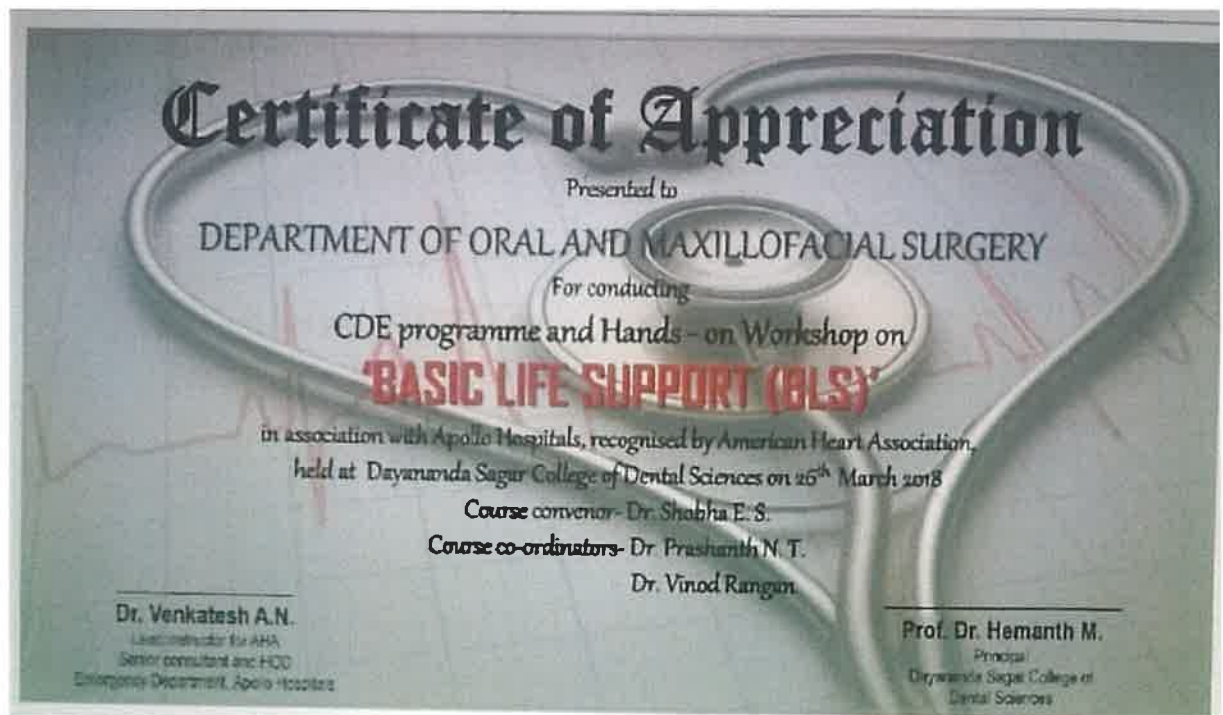 Certificate of Appreciation
Presented to
DEPARTMENT OF ORAL AND MAXILLOFACIAL SURGERY
For conducting
CDE programme and Hands - on Workshop on
'BASIC LIFE SUPPORT (BLS)'
in association with Apollo Hospitals, recognised by American Heart Association,
held at Dayananda Sagar College of Dental Sciences on 26th March 2018
Course convenor- Dr. Shobha E. S.
Course co-ordinators- Dr. Prashanth N. T.
Dr. Vinod Rangan
Dr. Venkatesh A.N.
Lead instructor for AHA
Senior consultant and HOD
Emergency Department, Apollo Hospitals
Prof. Dr. Hemanth M.
Principal
Dayananda Sagar College of
Dental Sciences